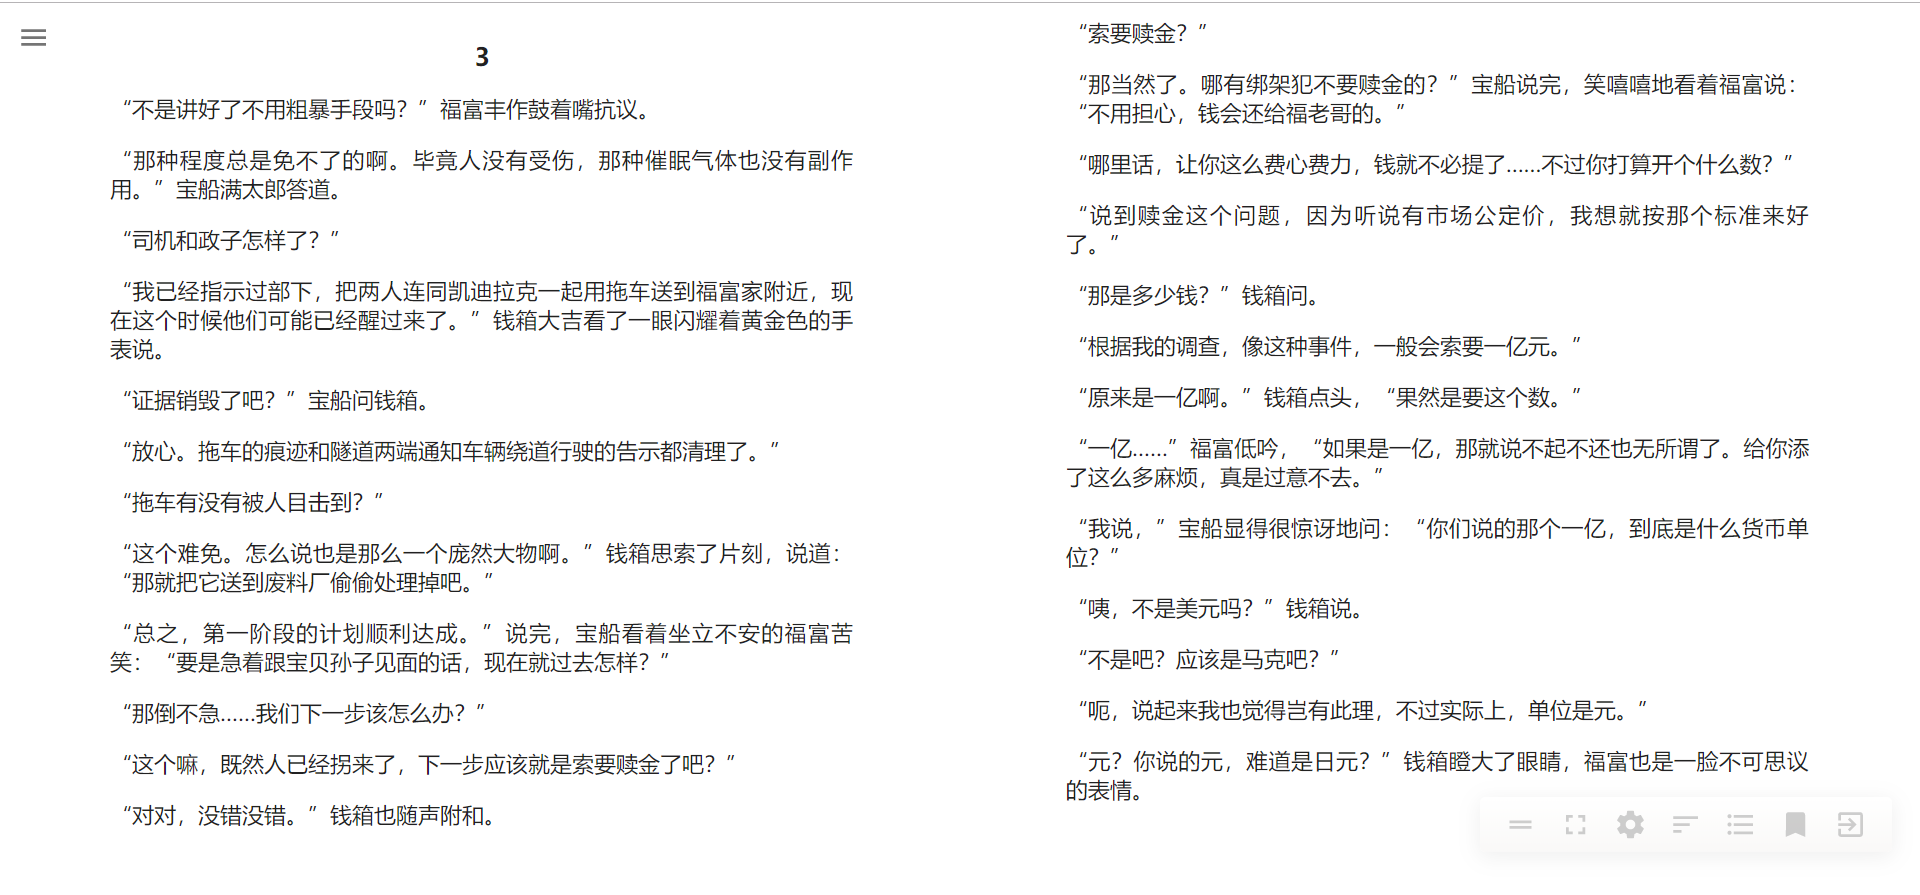 3
“不是讲好了不用粗暴手段吗？”福富丰作鼓着嘴抗议。
“那种程度总是免不了的啊。毕竟人没有受伤，那种催眠气体也没有副作
用。”宝船满太郎答道。
“司机和政子怎样了？”
“我已经指示过部下，把两人连同凯迪拉克一起用拖车送到福富家附近，现
在这个时候他们可能已经醒过来了。”钱箱大吉看了一眼闪耀着黄金色的手
表说。
“证据销毁了吧？”宝船问钱箱。
“放心。拖车的痕迹和隧道两端通知车辆绕道行驶的告示都清理了。”
“拖车有没有被人目击到？”
“这个难免。怎么说也是那么一个庞然大物啊。”钱箱思索了片刻，说道：
“那就把它送到废料厂偷偷处理掉吧。”
“总之，第一阶段的计划顺利达成。”说完，宝船看着坐立不安的福富苦
笑：“要是急着跟宝贝孙子见面的话，现在就过去怎样？”
“那倒不急……我们下一步该怎么办？”
“这个嘛，既然人已经拐来了，下一步应该就是索要赎金了吧？”
“对对，没错没错。”钱箱也随声附和。
“索要赎金？”
“那当然了。哪有绑架犯不要赎金的？”宝船说完，笑嘻嘻地看着福富说：
“不用担心，钱会还给福老哥的。”
“哪里话，让你这么费心费力，钱就不必提了……不过你打算开个什么数？”
“说到赎金这个问题，因为听说有市场公定价，我想就按那个标准来好
了。”
“那是多少钱？”钱箱问。
“根据我的调查，像这种事件，一般会索要一亿元。”
“原来是一亿啊。”钱箱点头，“果然是要这个数。”
“一亿……”福富低吟，“如果是一亿，那就说不起不还也无所谓了。给你添
了这么多麻烦，真是过意不去。”
“我说，”宝船显得很惊讶地问：“你们说的那个一亿，到底是什么货币单
位？”
“咦，不是美元吗？”钱箱说。
“不是吧？应该是马克吧？”
“呃，说起来我也觉得岂有此理，不过实际上，单位是元。”
“元？你说的元，难道是日元？”钱箱瞪大了眼睛，福富也是一脸不可思议
的表情。